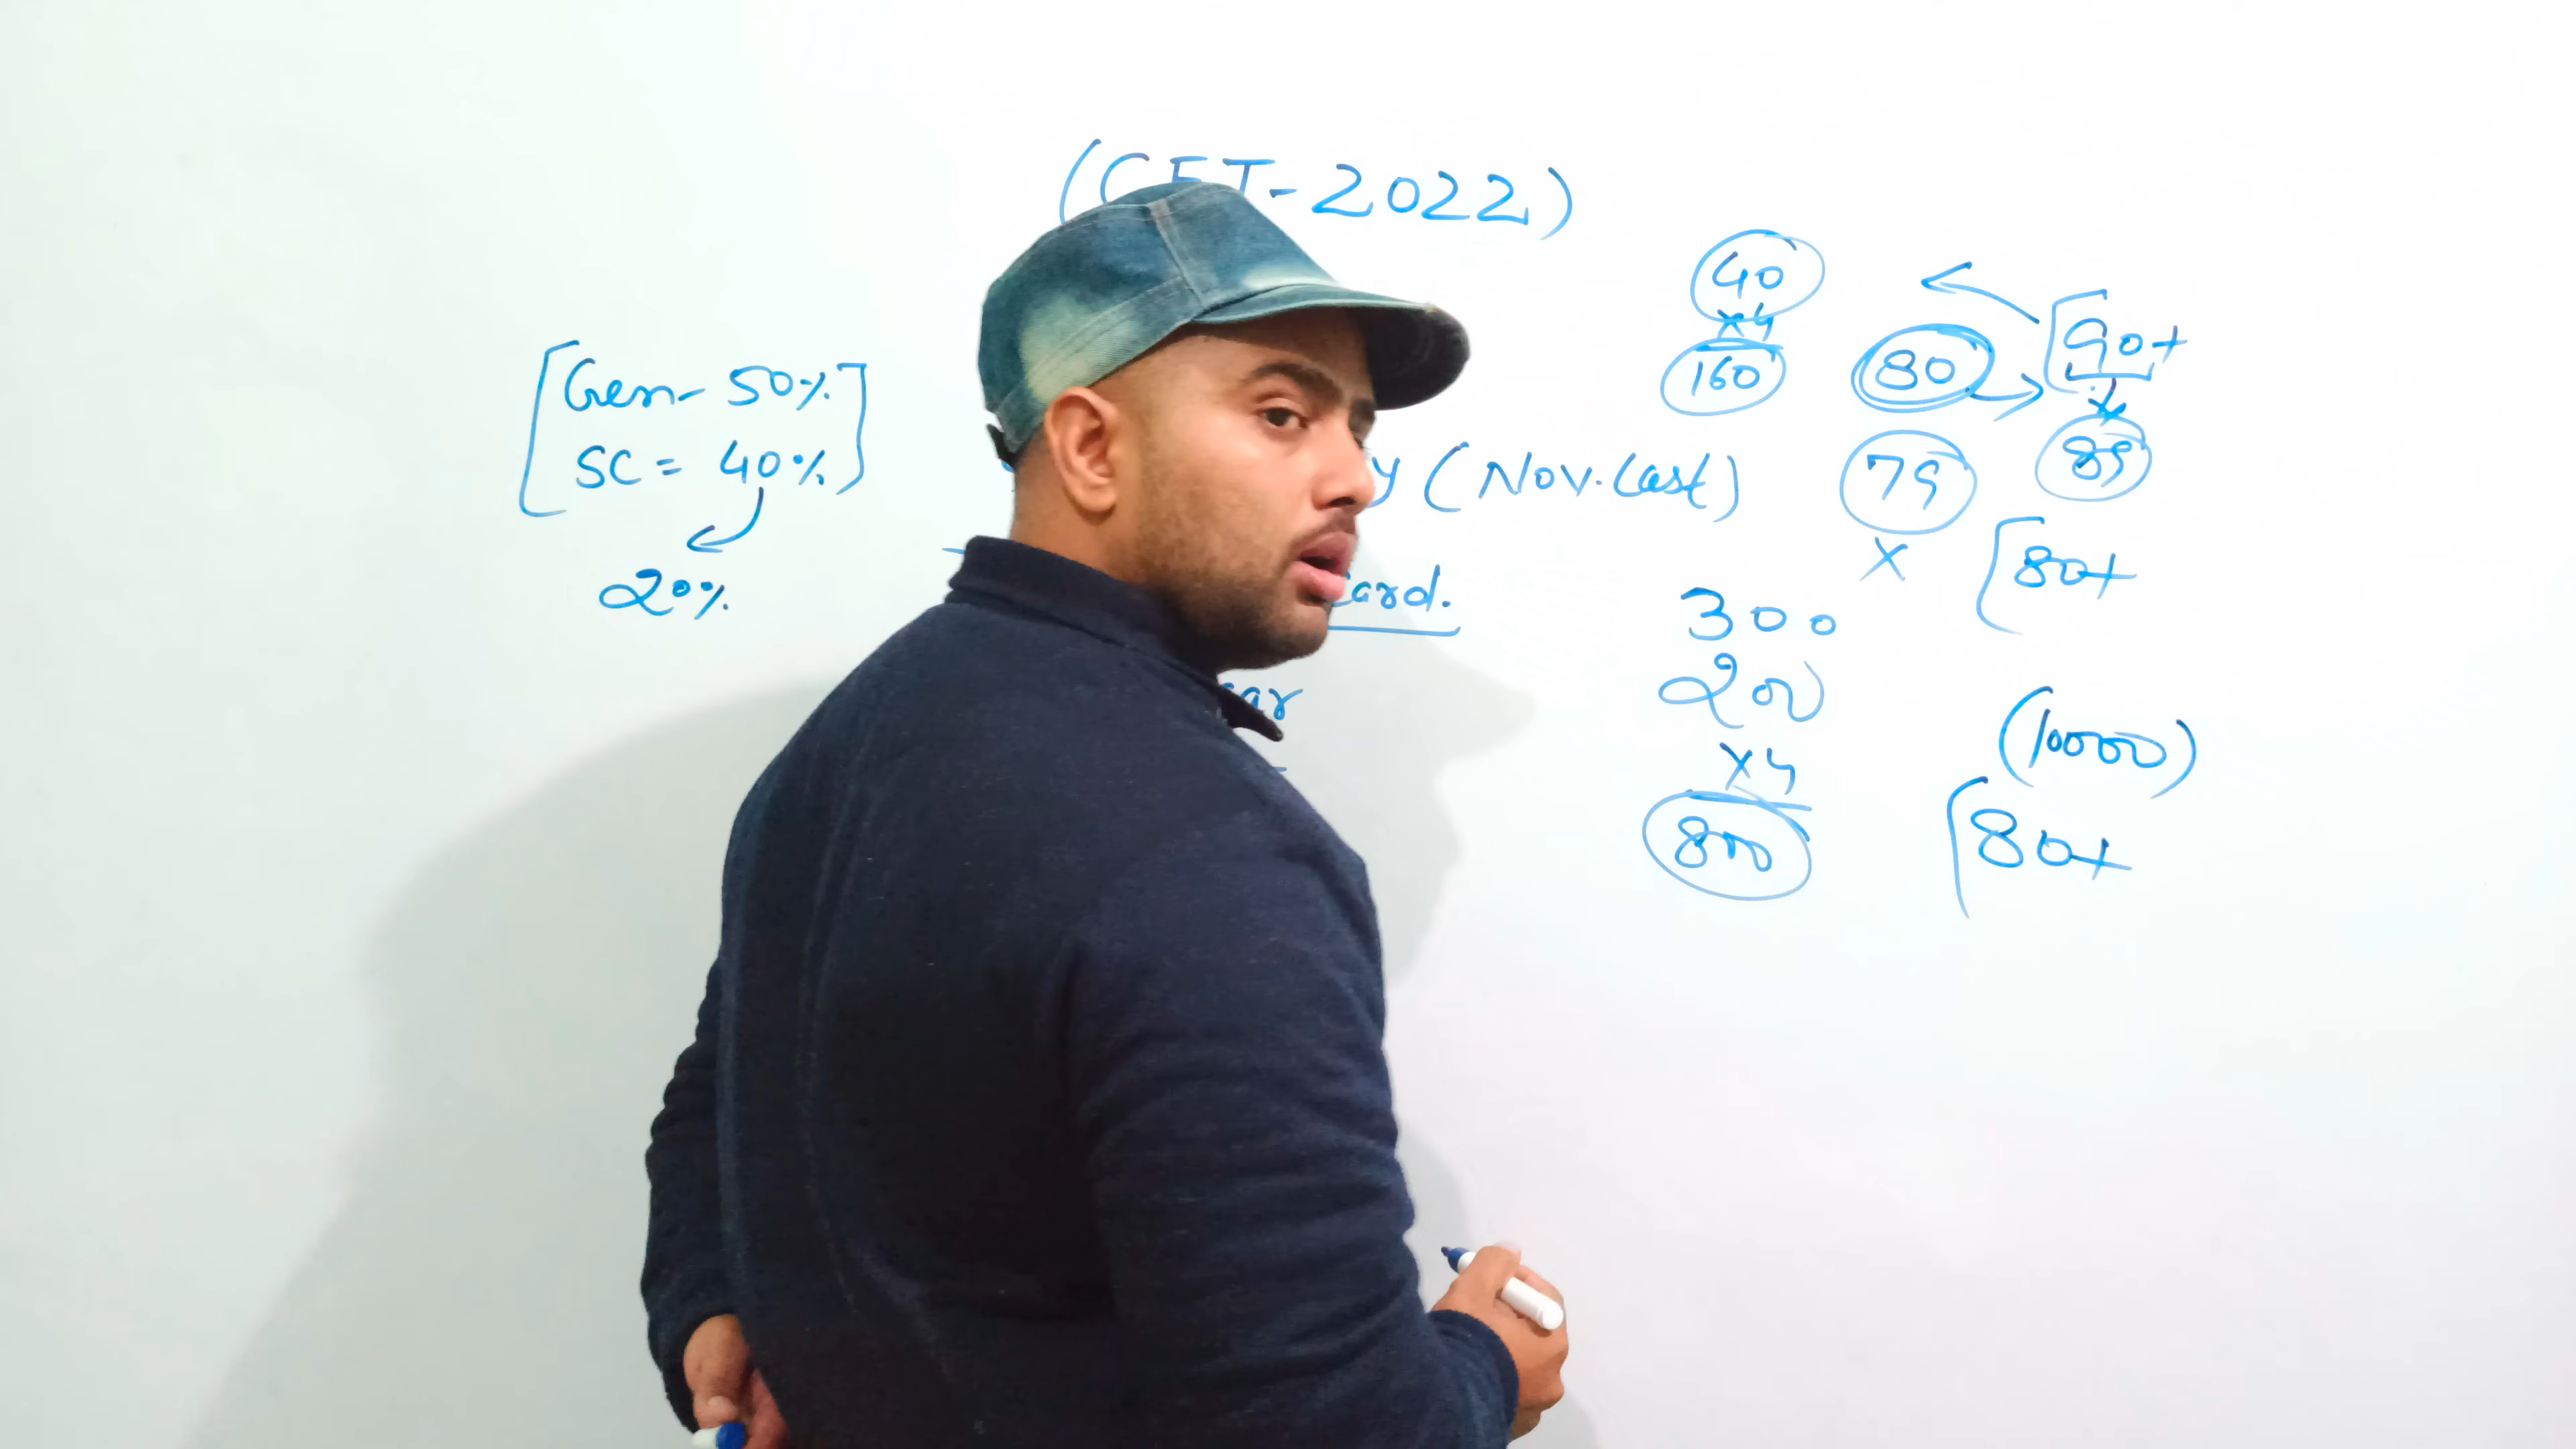 (CET-2022)
[Gen- 50%]
SC = 40%
20%
(Nov. Last)
Card.
40
x4
160
80
90+
x
89
79
x
[80+
300
200
x4
800
(10000)
[80+